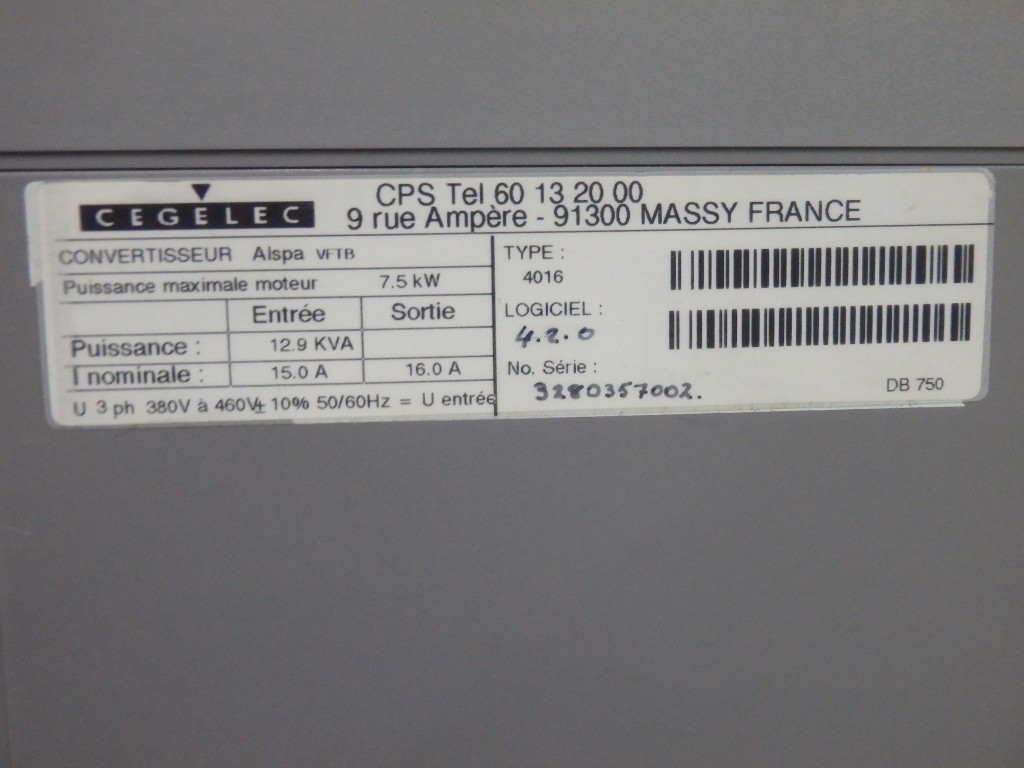 CEGELEC
CPS Tel 60 13 20 00
9 rue Ampère - 91300 MASSY FRANCE
CONVERTISSEUR Alspa VFTB
Puissance maximale moteur 7.5 kW
Entrée Sortie
Puissance : 12.9 KVA
I nominale : 15.0 A 16.0 A
U 3 ph 380V à 460V± 10% 50/60Hz = U entrée
TYPE :
4016
LOGICIEL :
4.2.0
No. Série :
3280357002.
DB 750